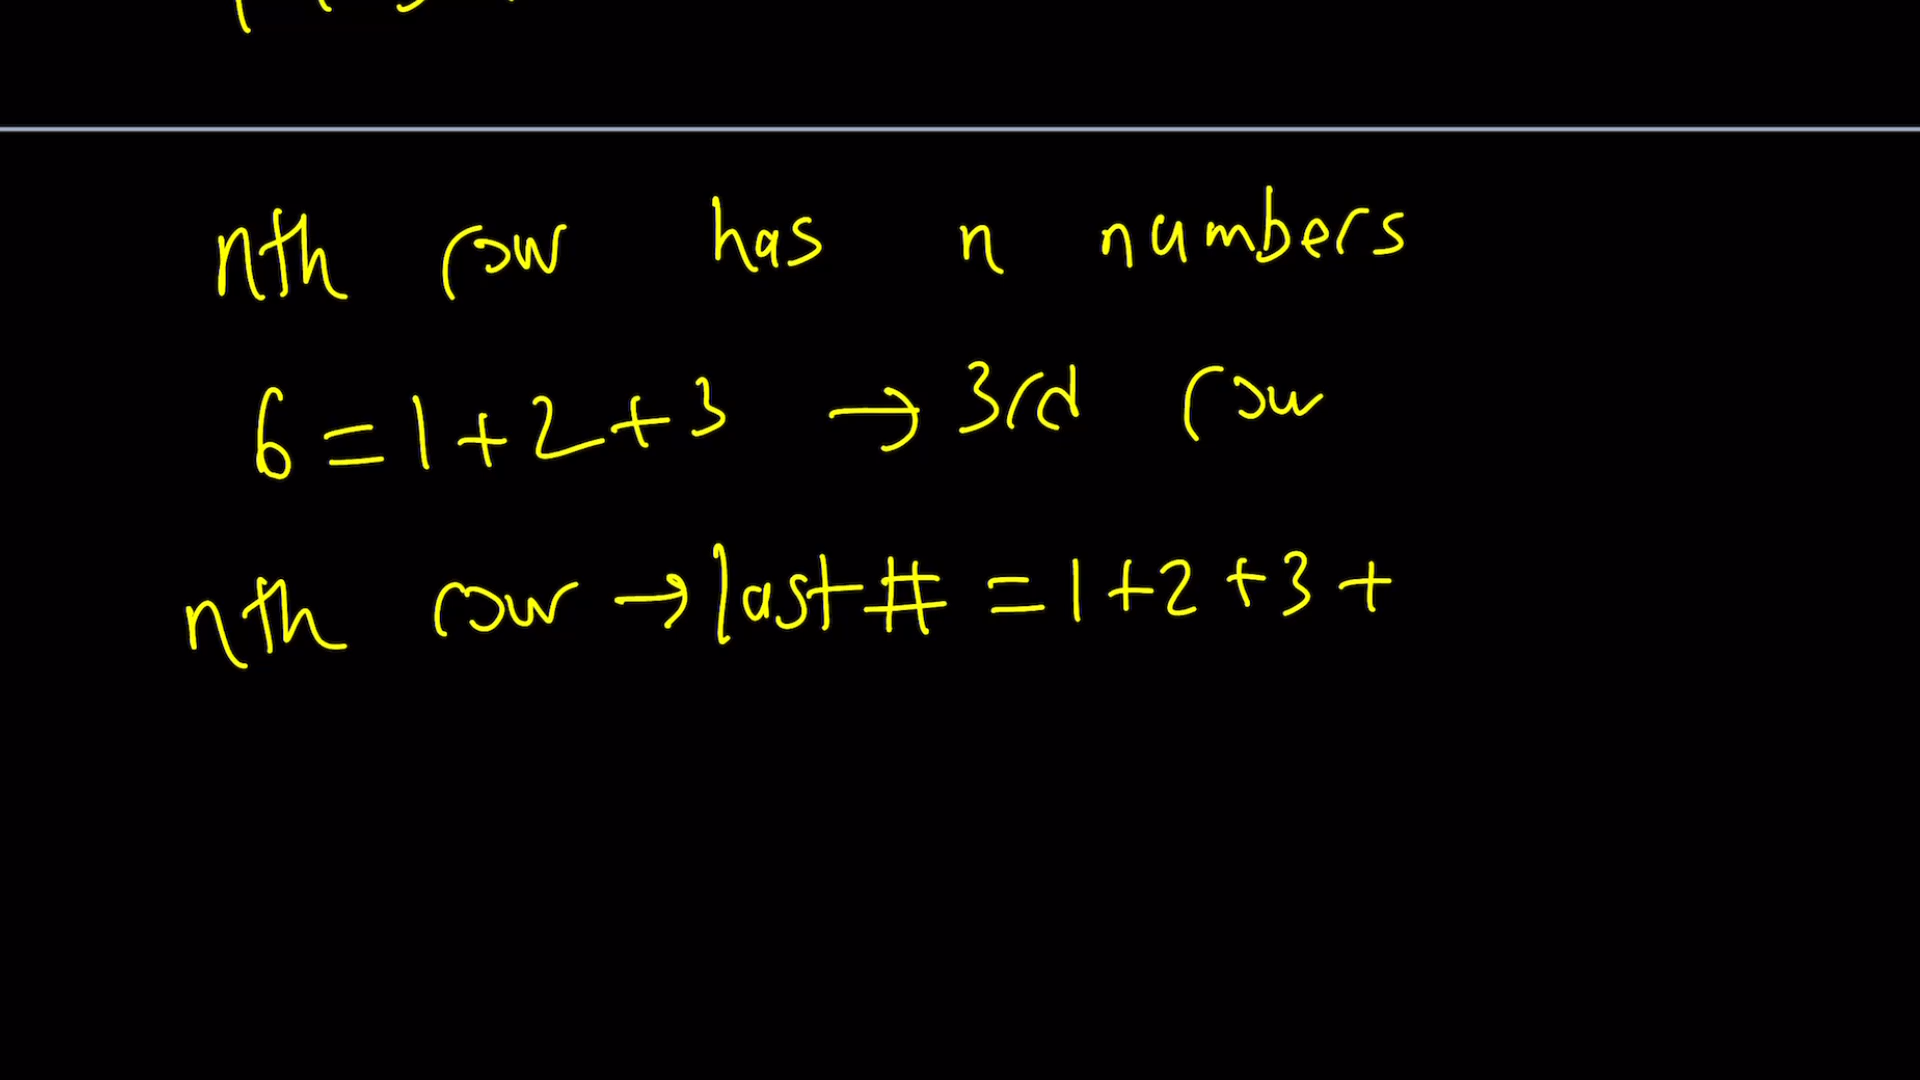 nth row has n numbers
6 = 1 + 2 + 3 → 3rd row
nth row → last # = 1 + 2 + 3 +